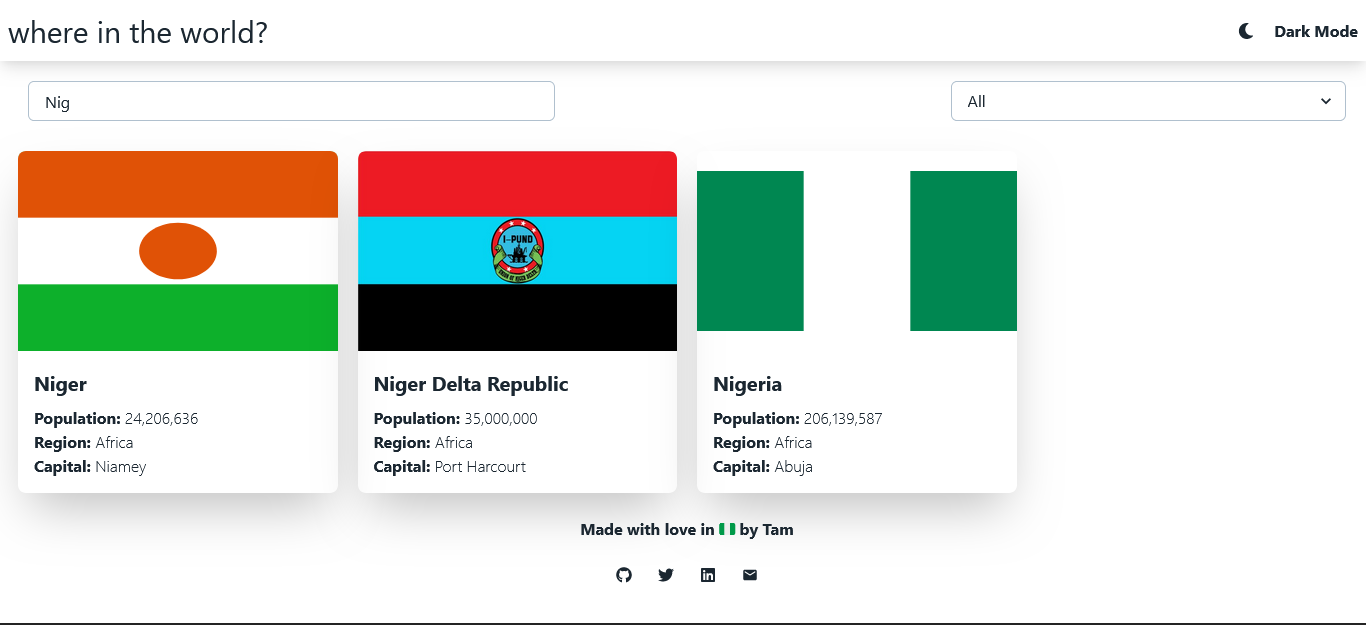 where in the world?
Dark Mode
Nig
All
I-PUND
Niger
Population: 24,206,636
Region: Africa
Capital: Niamey
Niger Delta Republic
Population: 35,000,000
Region: Africa
Capital: Port Harcourt
Nigeria
Population: 206,139,587
Region: Africa
Capital: Abuja
Made with love in by Tam